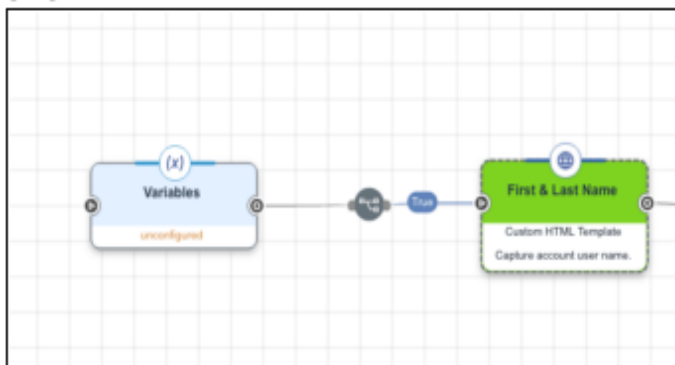 (x)
Variables
unconfigured
True
First & Last Name
Custom HTML Template
Capture account user name.